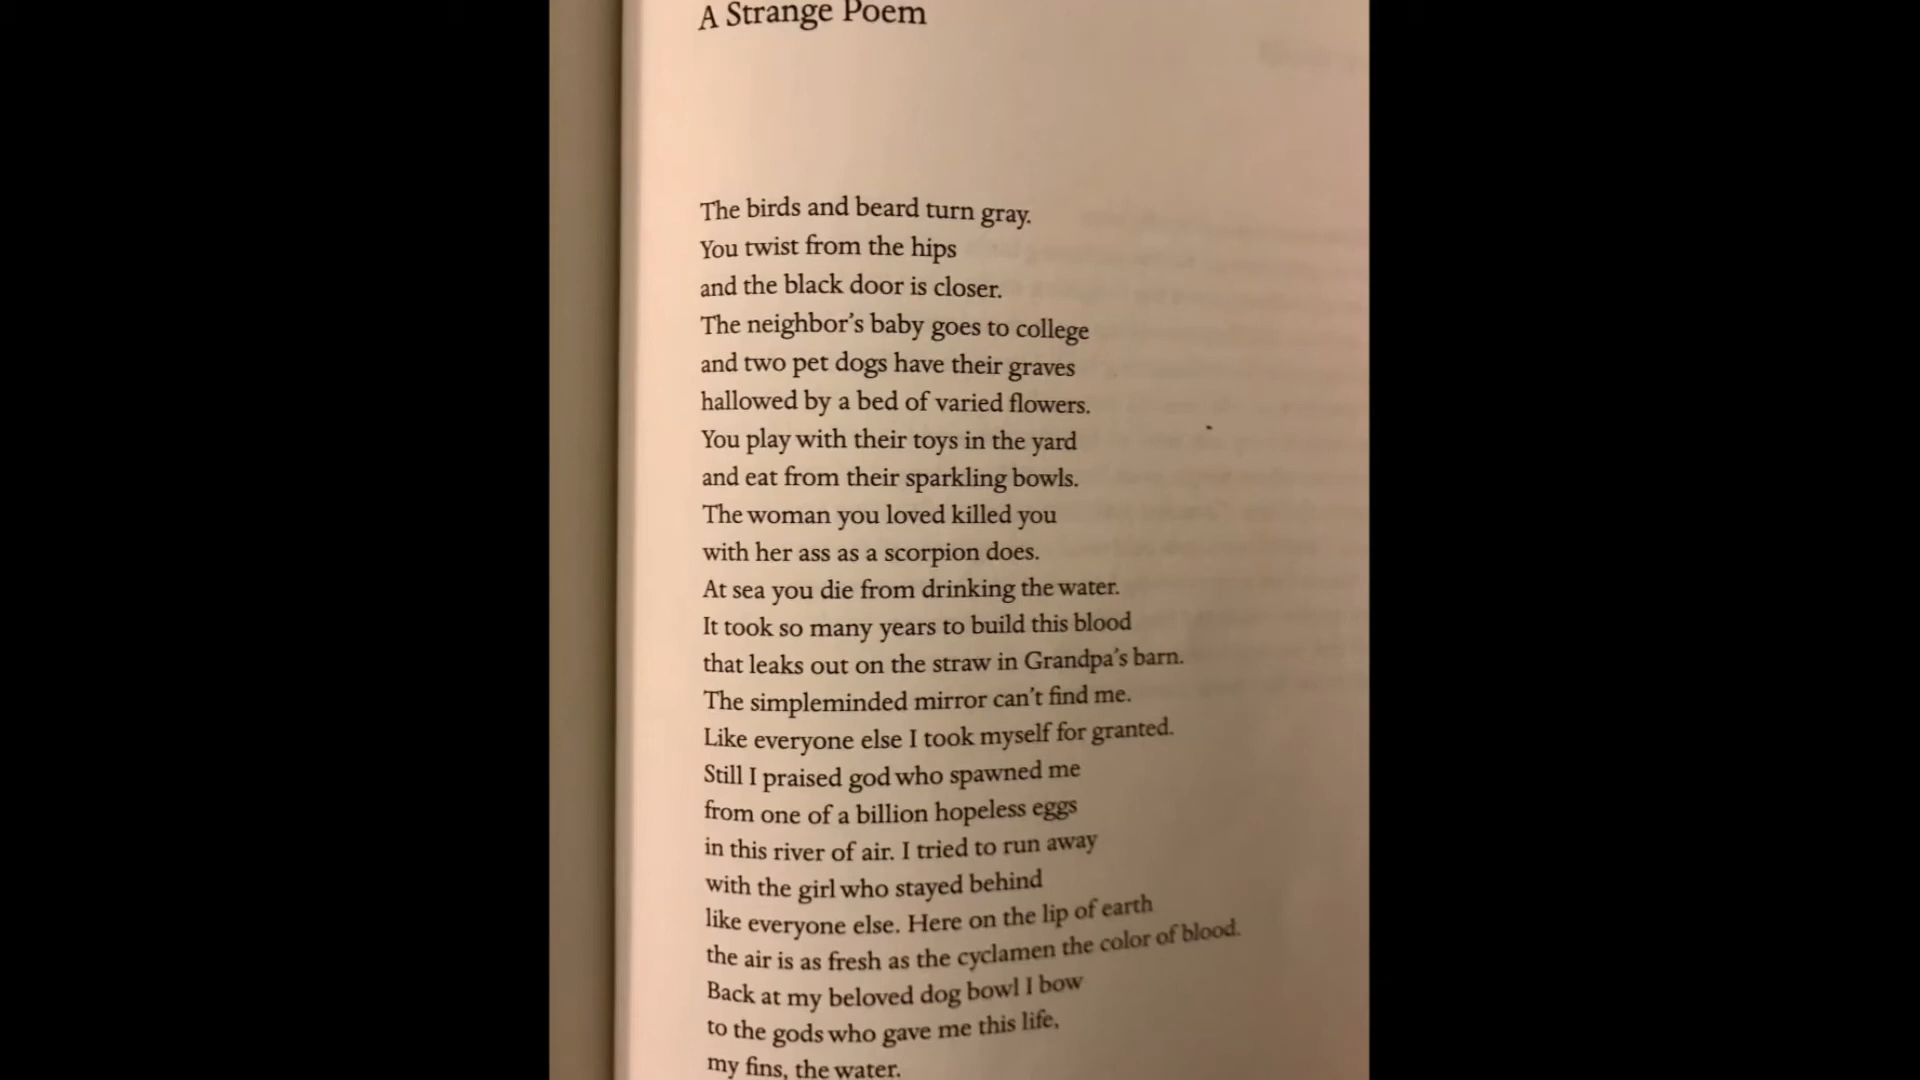 A Strange Poem
The birds and beard turn gray.
You twist from the hips
and the black door is closer.
The neighbor's baby goes to college
and two pet dogs have their graves
hallowed by a bed of varied flowers.
You play with their toys in the yard
and eat from their sparkling bowls.
The woman you loved killed you
with her ass as a scorpion does.
At sea you die from drinking the water.
It took so many years to build this blood
that leaks out on the straw in Grandpa's barn.
The simpleminded mirror can't find me.
Like everyone else I took myself for granted.
Still I praised god who spawned me
from one of a billion hopeless eggs
in this river of air. I tried to run away
with the girl who stayed behind
like everyone else. Here on the lip of earth
the air is as fresh as the cyclamen the color of blood.
Back at my beloved dog bowl I bow
to the gods who gave me this life,
my fins, the water.